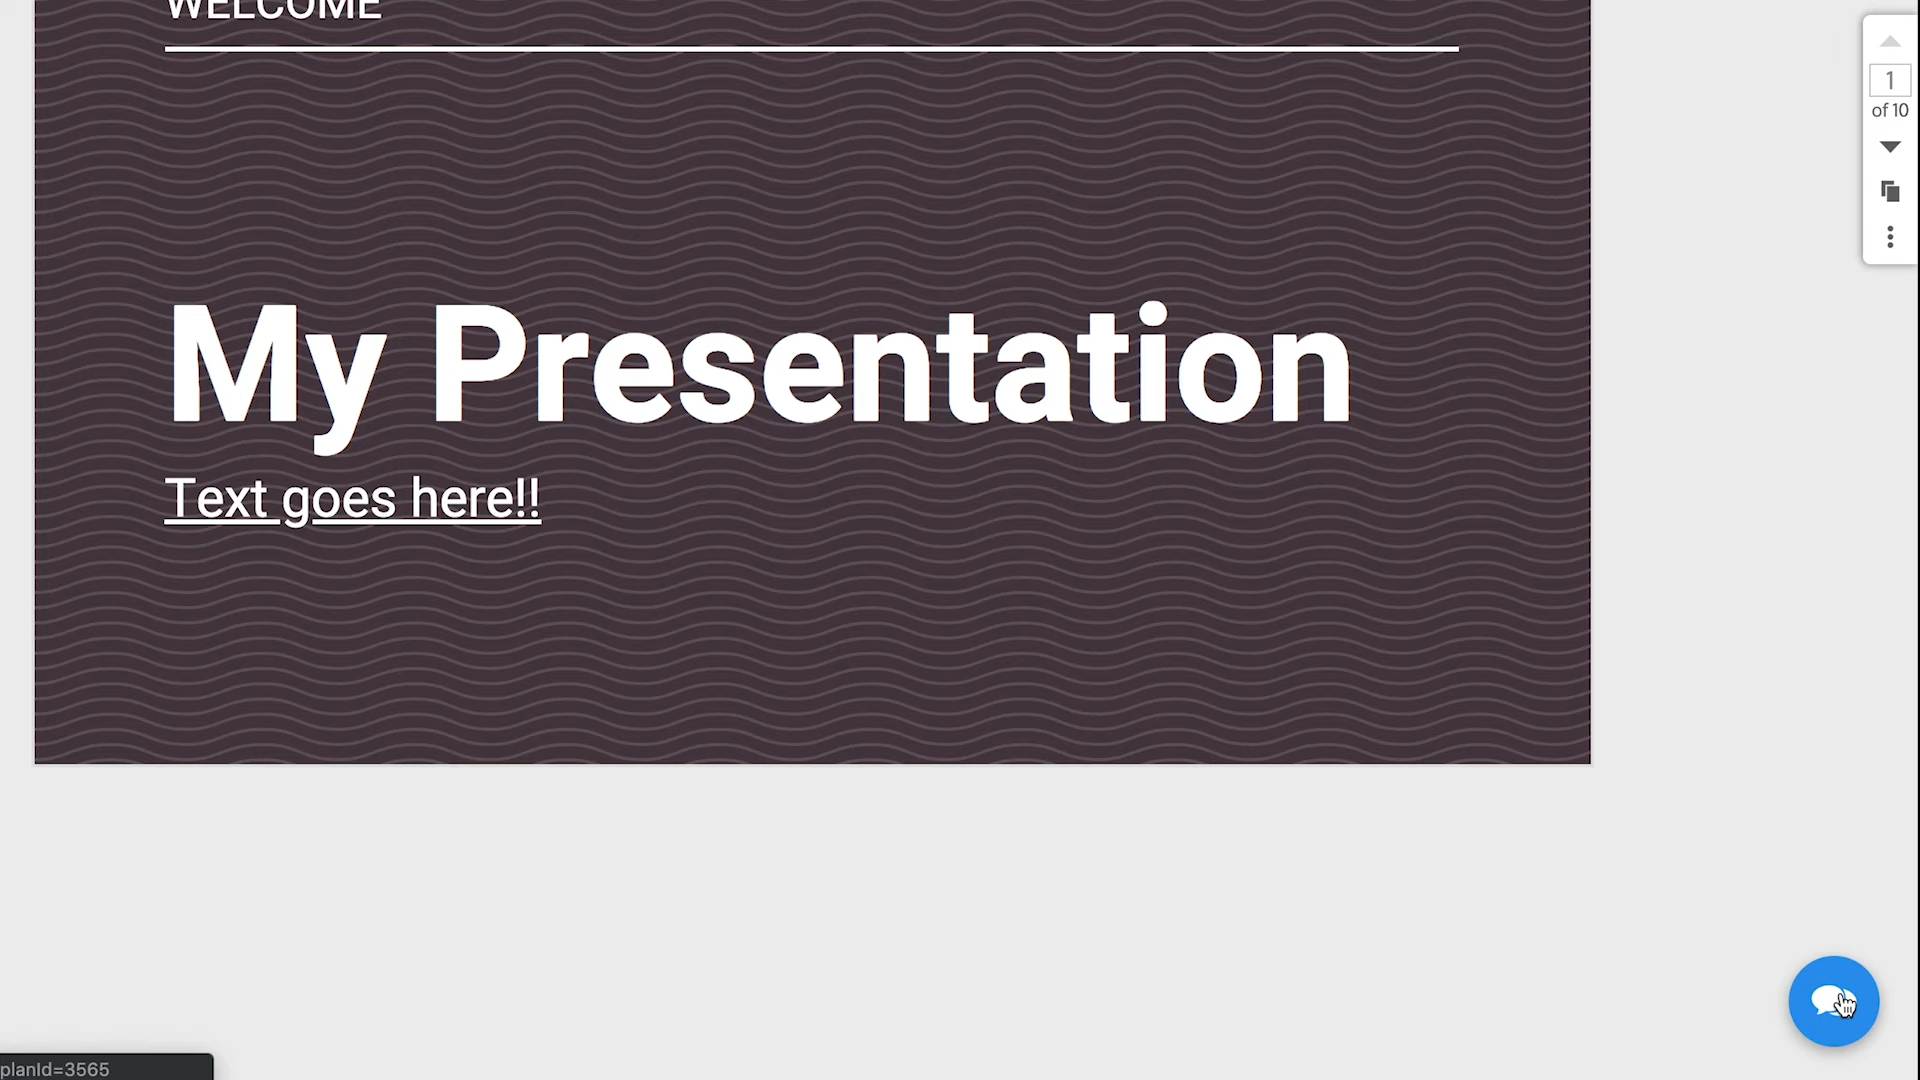 WELCOME
1
of 10
My Presentation
Text goes here!!
planId=3565